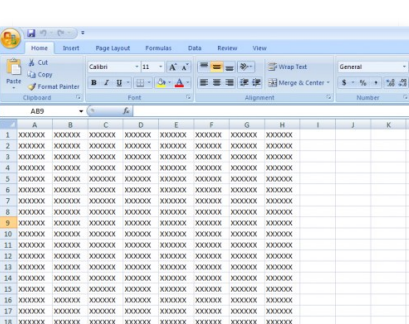 Home Insert Page Layout Formulas Data Review View
Cut Calibri 11 A A Wrap Text General
Copy
Paste Format Painter B I U A Merge & Center $ % ,
Clipboard Font Alignment Number
AB9 fx
A B C D E F G H I J K
1 XXXXXX XXXXXX XXXXXX XXXXXX XXXXXX XXXXXX XXXXXX XXXXXX
2 XXXXXX XXXXXX XXXXXX XXXXXX XXXXXX XXXXXX XXXXXX XXXXXX
3 XXXXXX XXXXXX XXXXXX XXXXXX XXXXXX XXXXXX XXXXXX XXXXXX
4 XXXXXX XXXXXX XXXXXX XXXXXX XXXXXX XXXXXX XXXXXX XXXXXX
5 XXXXXX XXXXXX XXXXXX XXXXXX XXXXXX XXXXXX XXXXXX XXXXXX
6 XXXXXX XXXXXX XXXXXX XXXXXX XXXXXX XXXXXX XXXXXX XXXXXX
7 XXXXXX XXXXXX XXXXXX XXXXXX XXXXXX XXXXXX XXXXXX XXXXXX
8 XXXXXX XXXXXX XXXXXX XXXXXX XXXXXX XXXXXX XXXXXX XXXXXX
9 XXXXXX XXXXXX XXXXXX XXXXXX XXXXXX XXXXXX XXXXXX XXXXXX
10 XXXXXX XXXXXX XXXXXX XXXXXX XXXXXX XXXXXX XXXXXX XXXXXX
11 XXXXXX XXXXXX XXXXXX XXXXXX XXXXXX XXXXXX XXXXXX XXXXXX
12 XXXXXX XXXXXX XXXXXX XXXXXX XXXXXX XXXXXX XXXXXX XXXXXX
13 XXXXXX XXXXXX XXXXXX XXXXXX XXXXXX XXXXXX XXXXXX XXXXXX
14 XXXXXX XXXXXX XXXXXX XXXXXX XXXXXX XXXXXX XXXXXX XXXXXX
15 XXXXXX XXXXXX XXXXXX XXXXXX XXXXXX XXXXXX XXXXXX XXXXXX
16 XXXXXX XXXXXX XXXXXX XXXXXX XXXXXX XXXXXX XXXXXX XXXXXX
17 XXXXXX XXXXXX XXXXXX XXXXXX XXXXXX XXXXXX XXXXXX XXXXXX
18 XXXXXX XXXXXX XXXXXX XXXXXX XXXXXX XXXXXX XXXXXX XXXXXX